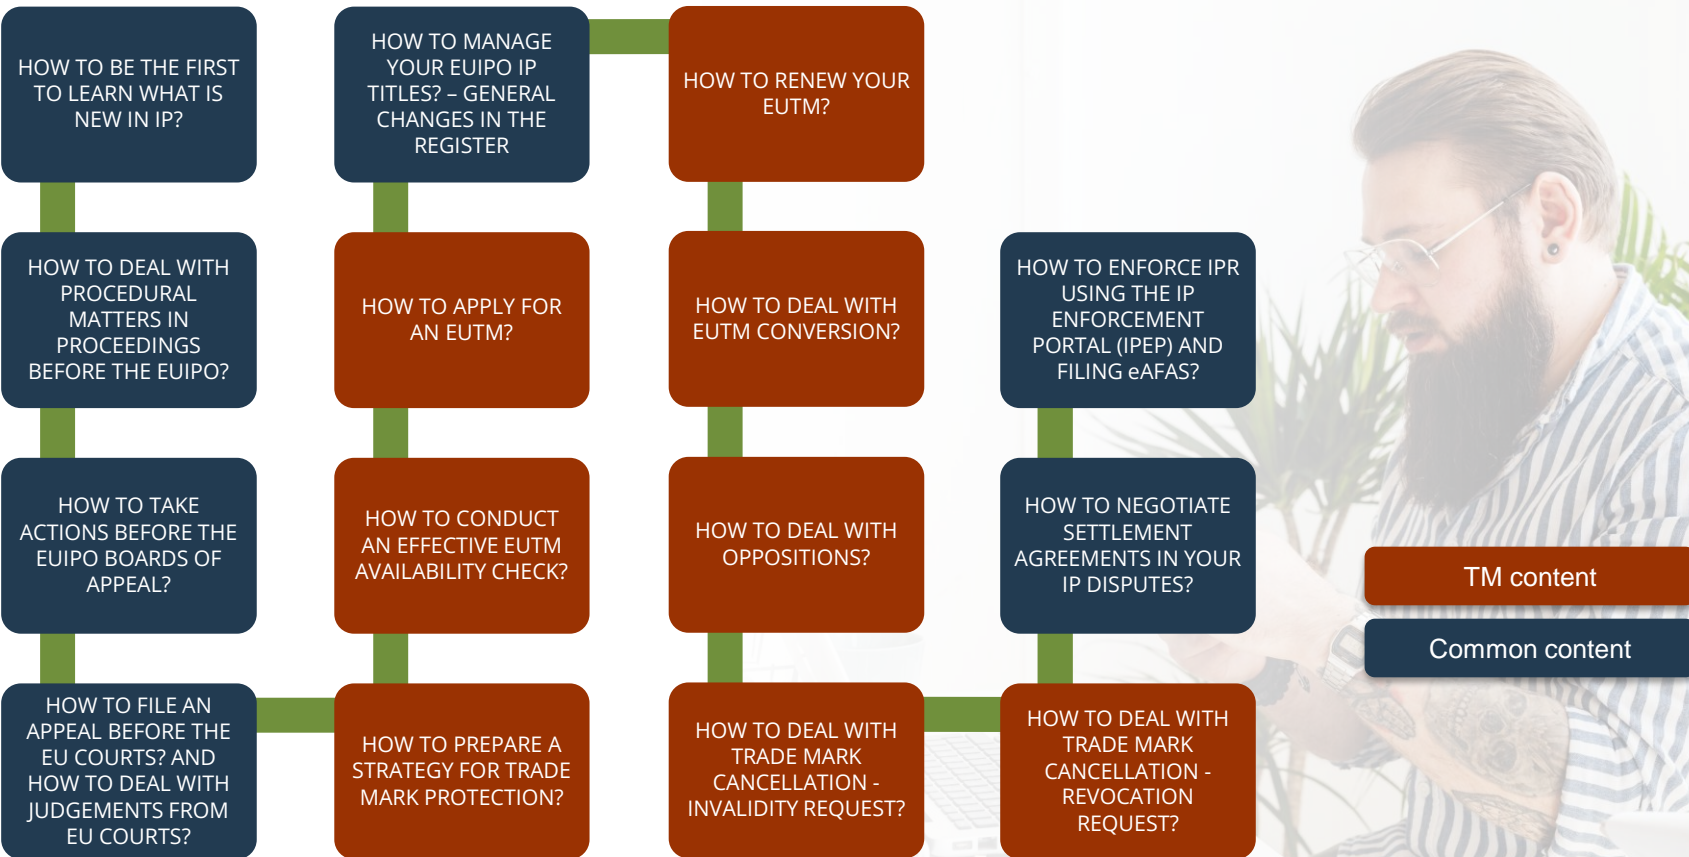 HOW TO BE THE FIRST
TO LEARN WHAT IS
NEW IN IP?
HOW TO DEAL WITH
PROCEDURAL
MATTERS IN
PROCEEDINGS
BEFORE THE EUIPO?
HOW TO TAKE
ACTIONS BEFORE THE
EUIPO BOARDS OF
APPEAL?
HOW TO FILE AN
APPEAL BEFORE THE
EU COURTS? AND
HOW TO DEAL WITH
JUDGEMENTS FROM
EU COURTS?
HOW TO PREPARE A
STRATEGY FOR TRADE
MARK PROTECTION?
HOW TO CONDUCT
AN EFFECTIVE EUTM
AVAILABILITY CHECK?
HOW TO APPLY FOR
AN EUTM?
HOW TO MANAGE
YOUR EUIPO IP
TITLES? – GENERAL
CHANGES IN THE
REGISTER
HOW TO RENEW YOUR
EUTM?
HOW TO DEAL WITH
EUTM CONVERSION?
HOW TO DEAL WITH
OPPOSITIONS?
HOW TO DEAL WITH
TRADE MARK
CANCELLATION -
INVALIDITY REQUEST?
HOW TO DEAL WITH
TRADE MARK
CANCELLATION -
REVOCATION
REQUEST?
HOW TO NEGOTIATE
SETTLEMENT
AGREEMENTS IN YOUR
IP DISPUTES?
HOW TO ENFORCE IPR
USING THE IP
ENFORCEMENT
PORTAL (IPEP) AND
FILING eAFAS?
TM content
Common content